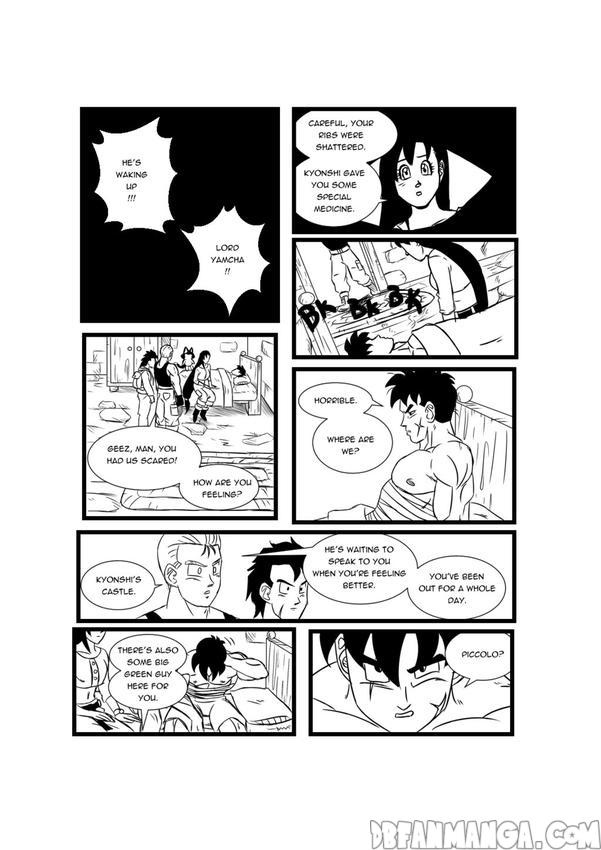 HE'S
WAKING
UP
!!!
LORD
YAMCHA
!!
CAREFUL, YOUR
RIBS WERE
SHATTERED.
KYONSHI GAVE
YOU SOME
SPECIAL
MEDICINE.
BK BK BK
GEEZ, MAN, YOU
HAD US SCARED!
HOW ARE YOU
FEELING?
HORRIBLE.
WHERE ARE
WE?
KYONSHI'S
CASTLE.
HE'S WAITING TO
SPEAK TO YOU
WHEN YOU'RE FEELING
BETTER.
YOU'VE BEEN
OUT FOR A WHOLE
DAY.
THERE'S ALSO
SOME BIG
GREEN GUY
HERE FOR
YOU.
PICCOLO?
DBFANMANGA.COM